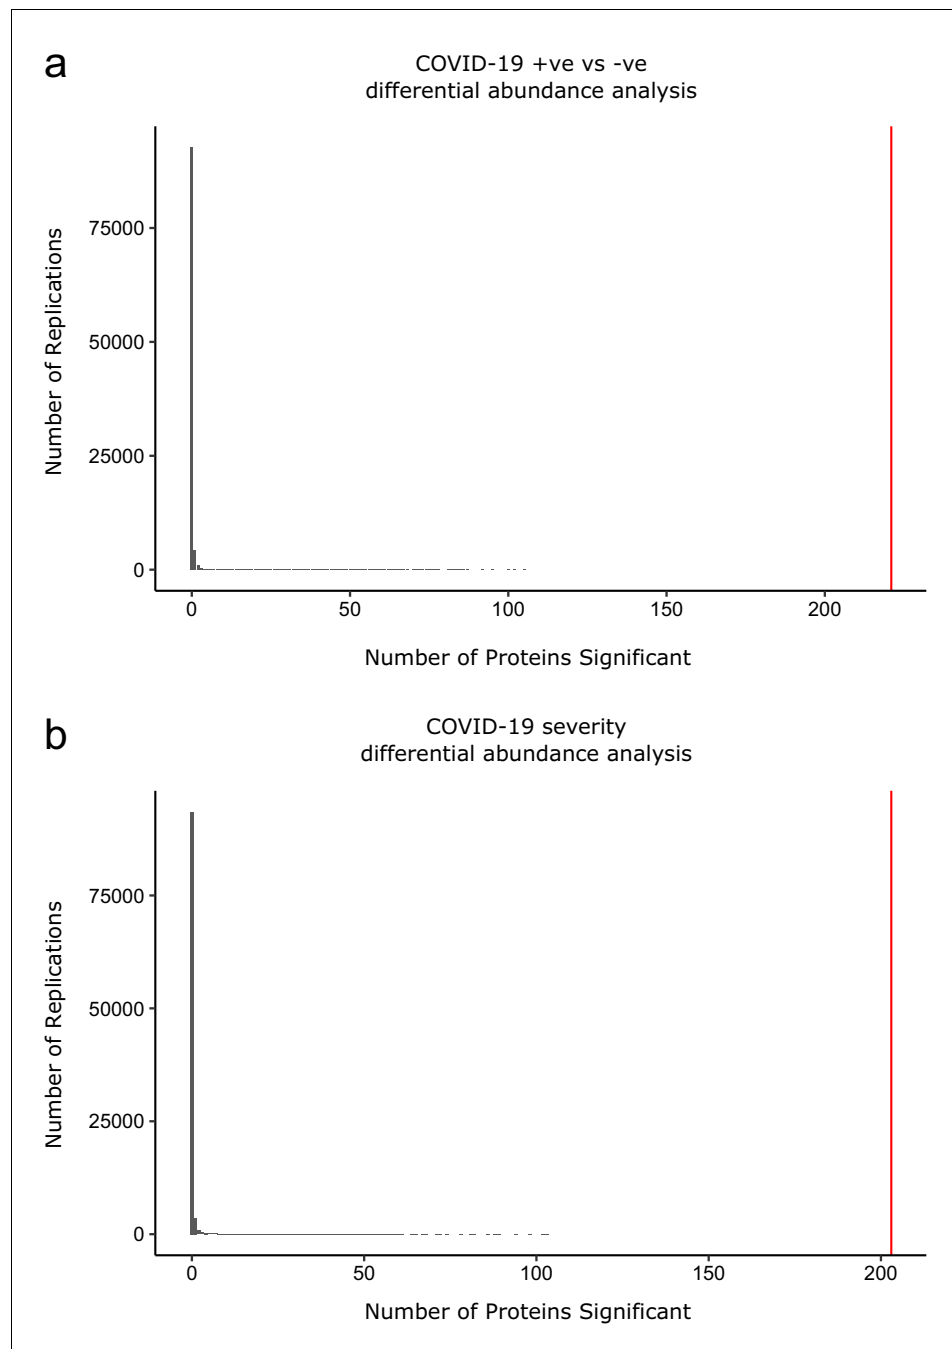 a
COVID-19 +ve vs -ve
differential abundance analysis
Number of Replications
75000
50000
25000
0
0 50 100 150 200
Number of Proteins Significant
b
COVID-19 severity
differential abundance analysis
Number of Replications
75000
50000
25000
0
0 50 100 150 200
Number of Proteins Significant